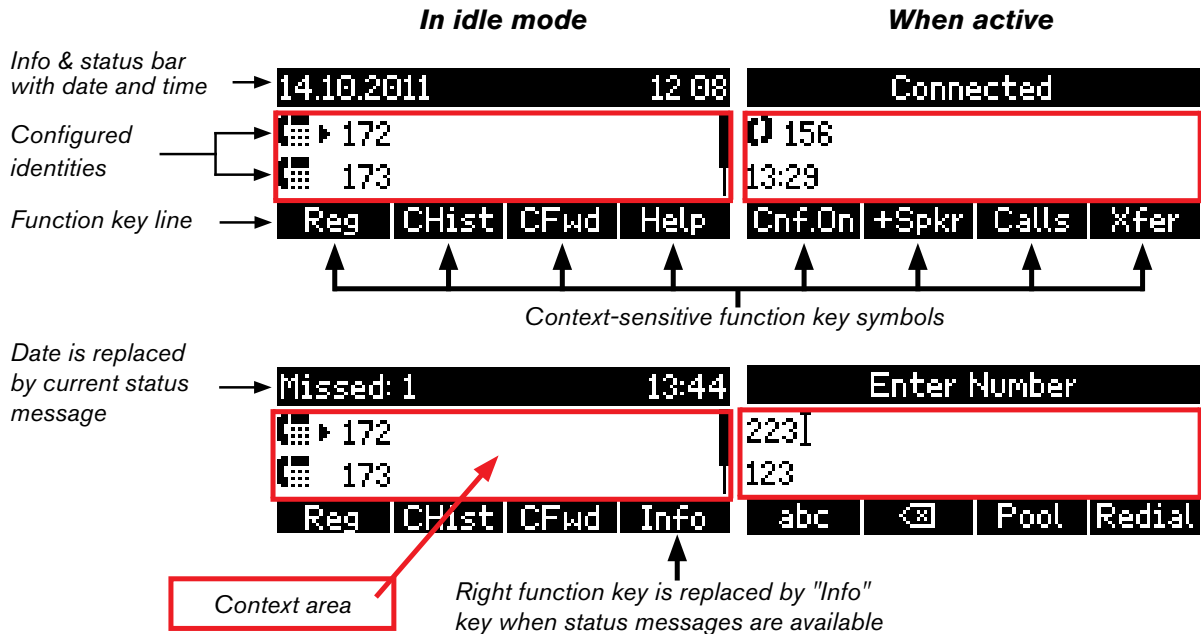 In idle mode When active
Info & status bar
with date and time
14.10.2011 12 08 Connected
Configured
identities
172 156
173 13:29
Function key line
Reg CHist CFwd Help Cnf.On +Spkr Calls Xfer
Context-sensitive function key symbols
Date is replaced
by current status
message
Missed: 1 13:44 Enter Number
172 223
173 123
Reg CHist CFwd Info abc Pool Redial
Context area
Right function key is replaced by "Info"
key when status messages are available